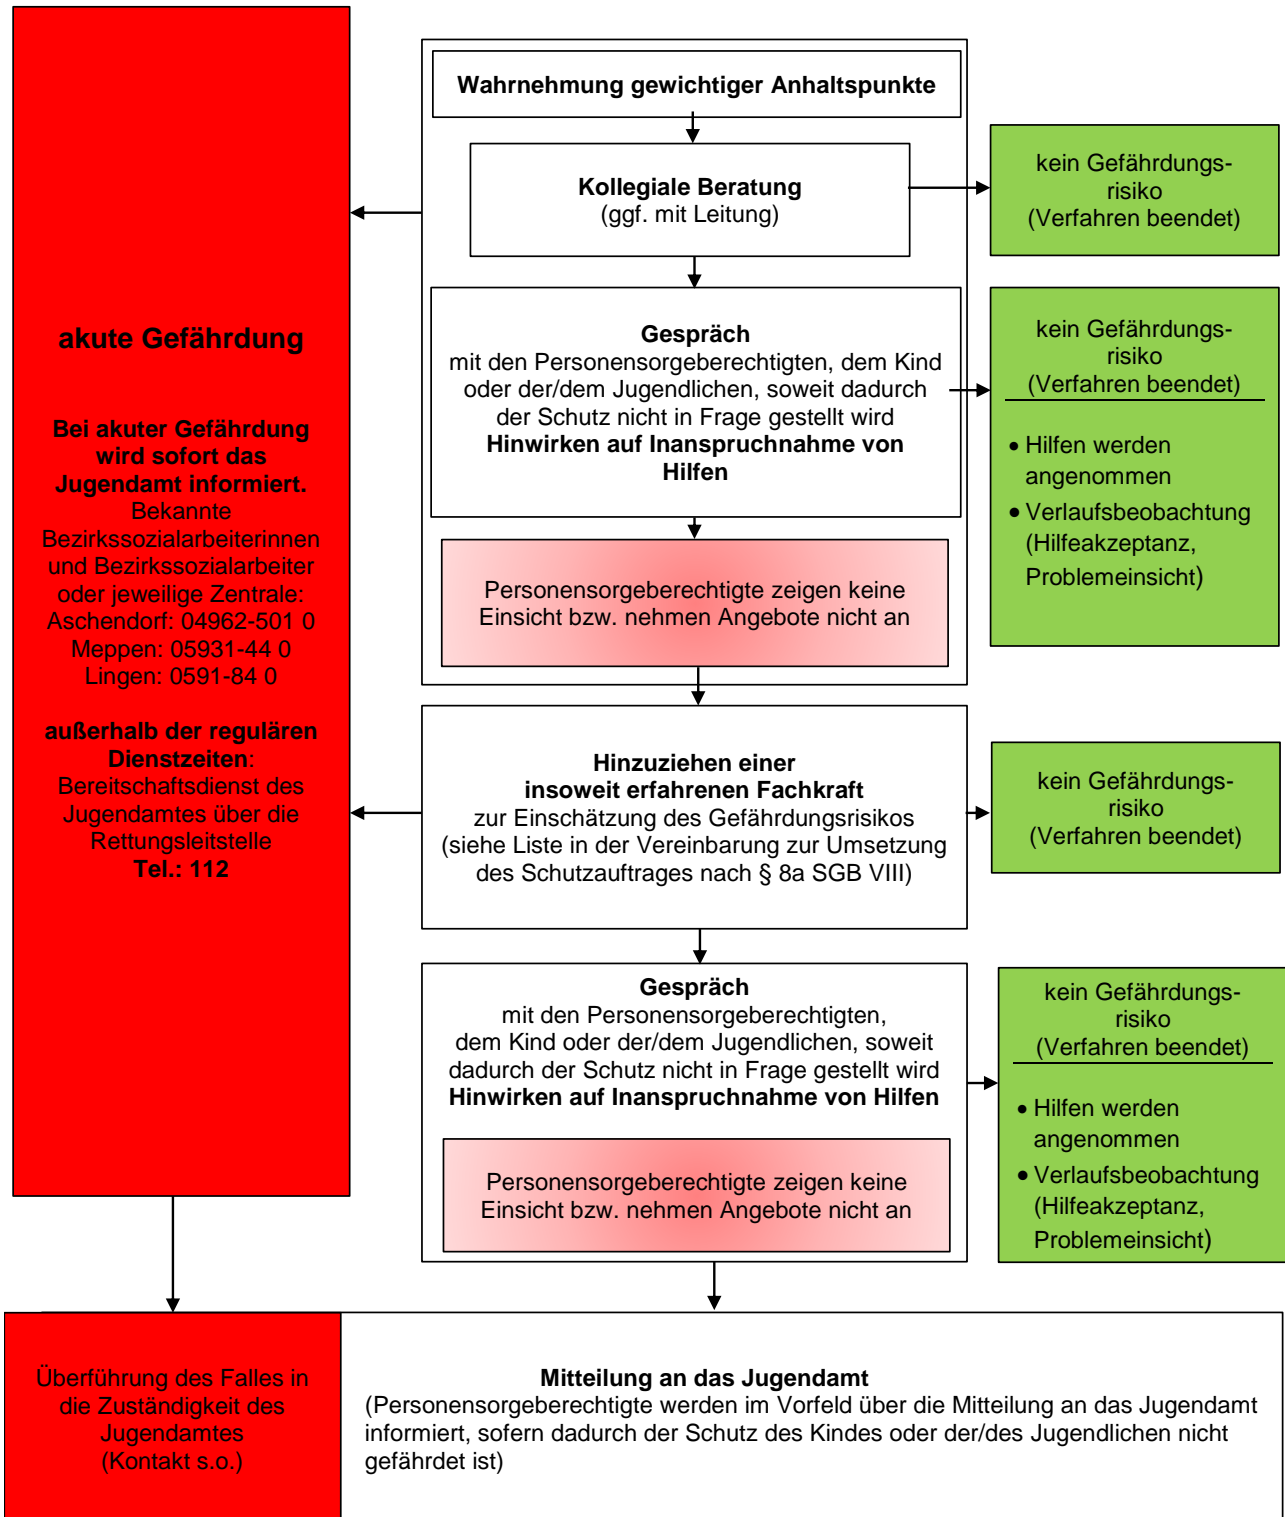 akute Gefährdung
Bei akuter Gefährdung
wird sofort das
Jugendamt informiert.
Bekannte
Bezirkssozialarbeiterinnen
und Bezirkssozialarbeiter
oder jeweilige Zentrale:
Aschendorf: 04962-501 0
Meppen: 05931-44 0
Lingen: 0591-84 0
außerhalb der regulären
Dienstzeiten:
Bereitschaftsdienst des
Jugendamtes über die
Rettungsleitstelle
Tel.: 112
Wahrnehmung gewichtiger Anhaltspunkte
Kollegiale Beratung
(ggf. mit Leitung)
kein Gefährdungs-
risiko
(Verfahren beendet)
Gespräch
mit den Personensorgeberechtigten, dem Kind
oder der/dem Jugendlichen, soweit dadurch
der Schutz nicht in Frage gestellt wird
Hinwirken auf Inanspruchnahme von
Hilfen
kein Gefährdungs-
risiko
(Verfahren beendet)
• Hilfen werden
angenommen
• Verlaufsbeobachtung
(Hilfeakzeptanz,
Problemeinsicht)
Personensorgeberechtigte zeigen keine
Einsicht bzw. nehmen Angebote nicht an
Hinzuziehen einer
insoweit erfahrenen Fachkraft
zur Einschätzung des Gefährdungsrisikos
(siehe Liste in der Vereinbarung zur Umsetzung
des Schutzauftrages nach § 8a SGB VIII)
kein Gefährdungs-
risiko
(Verfahren beendet)
Gespräch
mit den Personensorgeberechtigten,
dem Kind oder der/dem Jugendlichen, soweit
dadurch der Schutz nicht in Frage gestellt wird
Hinwirken auf Inanspruchnahme von Hilfen
Personensorgeberechtigte zeigen keine
Einsicht bzw. nehmen Angebote nicht an
kein Gefährdungs-
risiko
(Verfahren beendet)
• Hilfen werden
angenommen
• Verlaufsbeobachtung
(Hilfeakzeptanz,
Problemeinsicht)
Überführung des Falles in
die Zuständigkeit des
Jugendamtes
(Kontakt s.o.)
Mitteilung an das Jugendamt
(Personensorgeberechtigte werden im Vorfeld über die Mitteilung an das Jugendamt
informiert, sofern dadurch der Schutz des Kindes oder der/des Jugendlichen nicht
gefährdet ist)